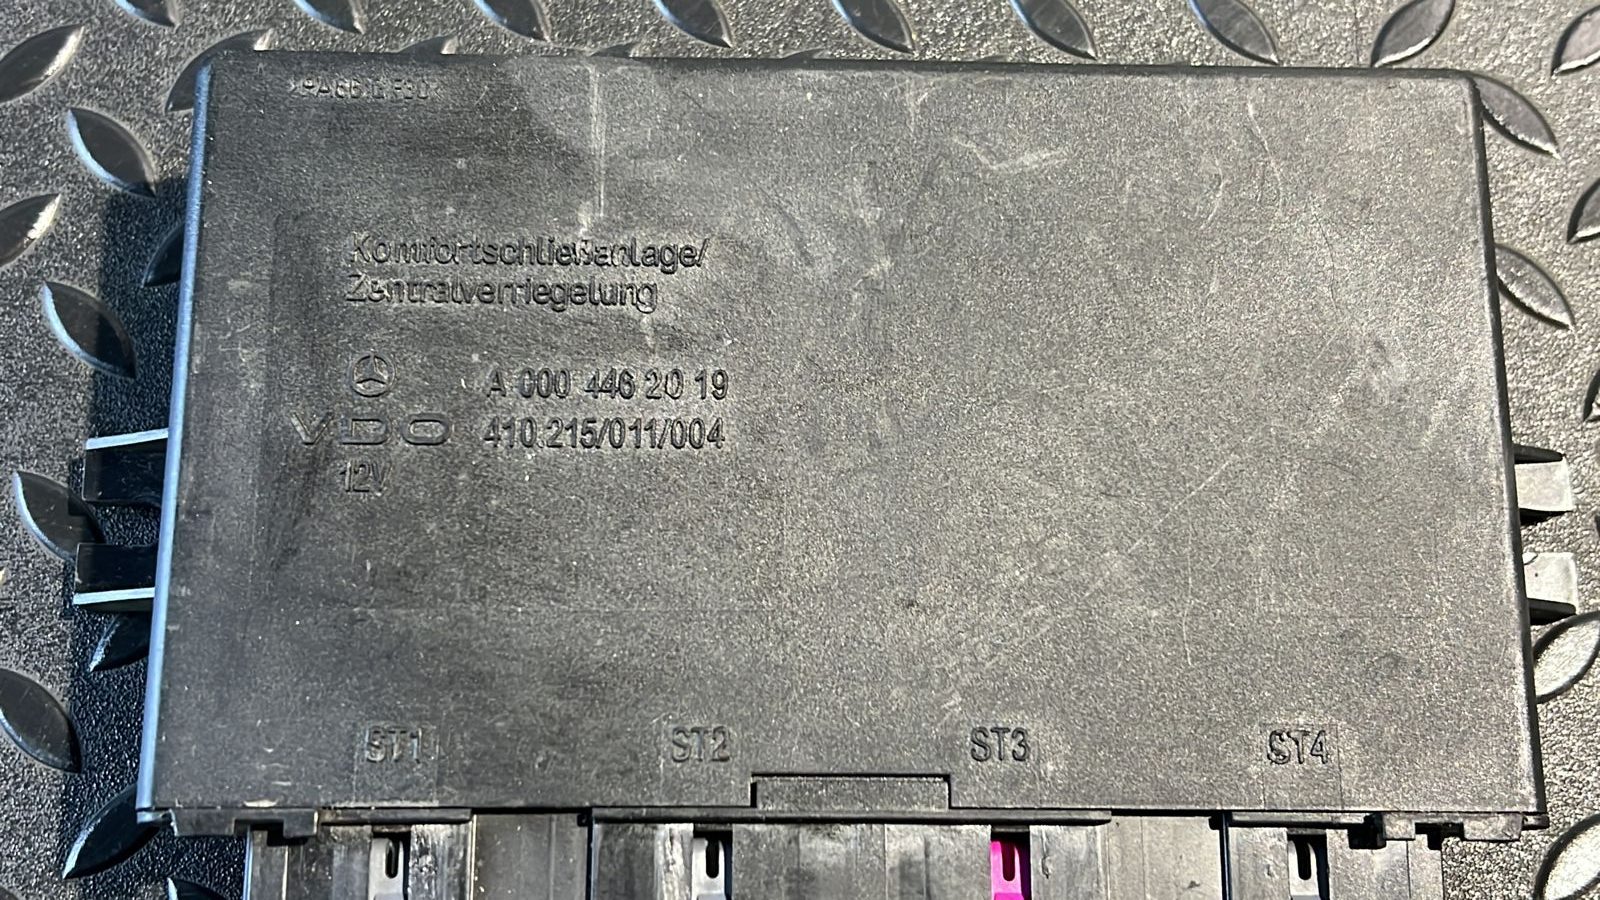 Komfortschließanlage/
Zentralverriegelung
A 000 446 20 19
VDO 410.215/011/004
12V
ST1 ST2 ST3 ST4